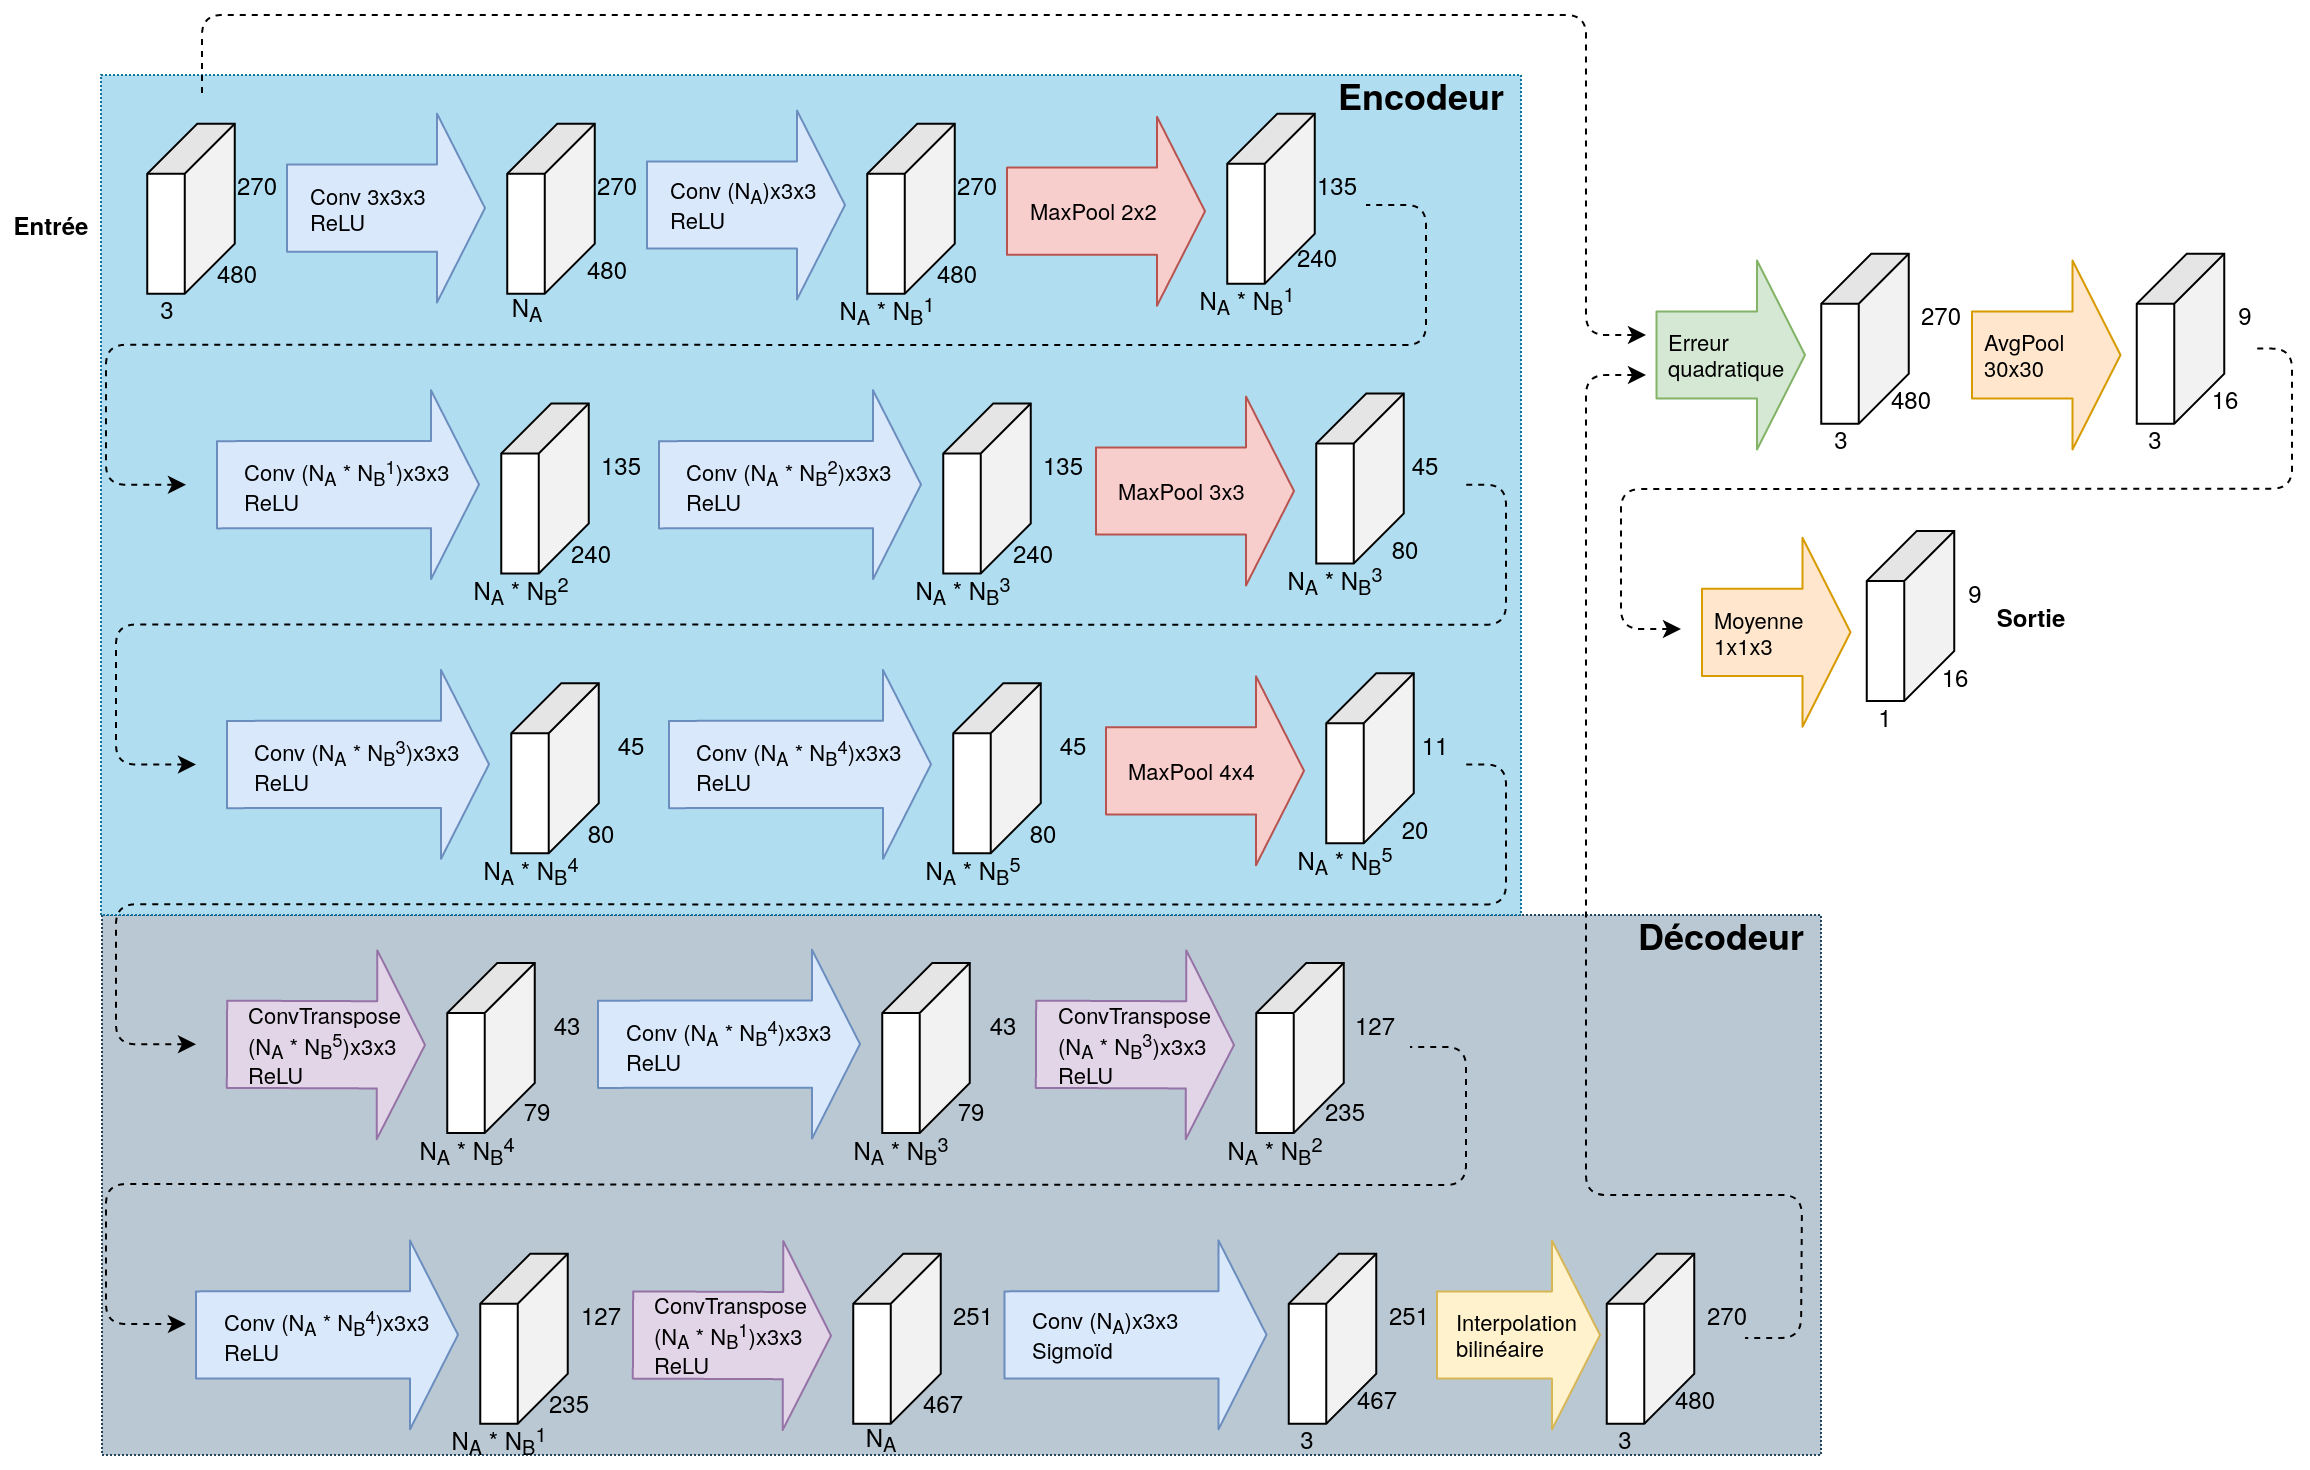 Encodeur
Entrée
270
480
3
Conv 3x3x3
ReLU
270
480
N_A
Conv (N_A)x3x3
ReLU
270
480
N_A * N_B^1
MaxPool 2x2
135
240
N_A * N_B^1
Conv (N_A * N_B^1)x3x3
ReLU
135
240
N_A * N_B^2
Conv (N_A * N_B^2)x3x3
ReLU
135
240
N_A * N_B^3
MaxPool 3x3
45
80
N_A * N_B^3
Conv (N_A * N_B^3)x3x3
ReLU
45
80
N_A * N_B^4
Conv (N_A * N_B^4)x3x3
ReLU
45
80
N_A * N_B^5
MaxPool 4x4
11
20
N_A * N_B^5
Décodeur
ConvTranspose
(N_A * N_B^5)x3x3
ReLU
43
79
N_A * N_B^4
Conv (N_A * N_B^4)x3x3
ReLU
43
79
N_A * N_B^3
ConvTranspose
(N_A * N_B^3)x3x3
ReLU
127
235
N_A * N_B^2
Conv (N_A * N_B^4)x3x3
ReLU
127
235
N_A * N_B^1
ConvTranspose
(N_A * N_B^1)x3x3
ReLU
251
467
N_A
Conv (N_A)x3x3
Sigmoïd
251
467
3
Interpolation
bilinéaire
270
480
3
Erreur
quadratique
270
480
3
AvgPool
30x30
9
16
3
Moyenne
1x1x3
9
16
1
Sortie